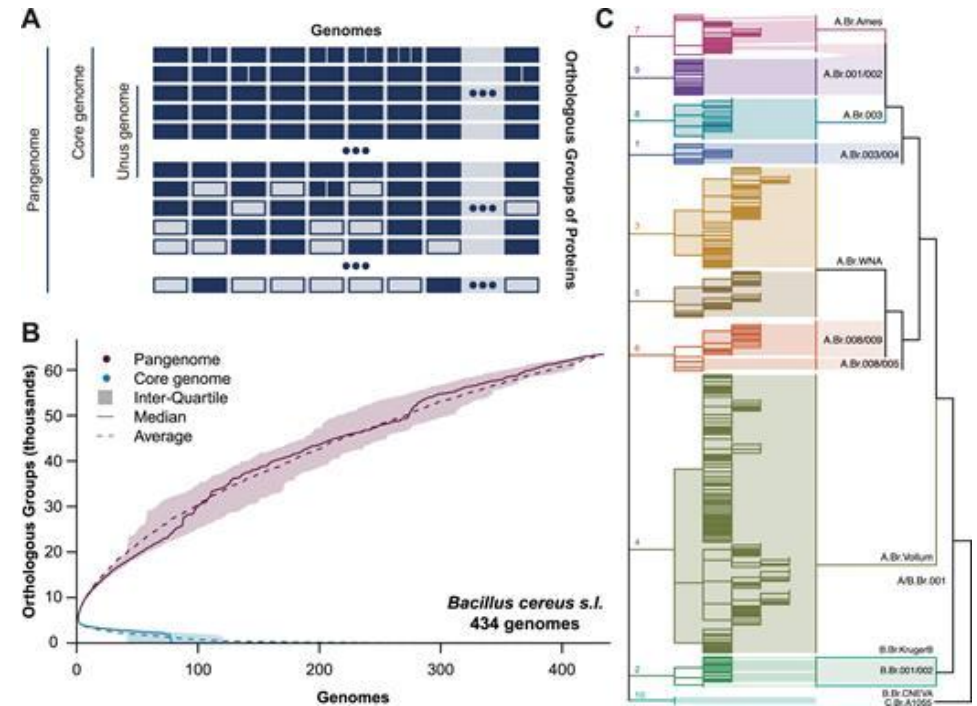 A
Genomes
Pangenome
Core genome
Unus genome
Orthologous Groups of Proteins
B
Pangenome
Core genome
Inter-Quartile
Median
Average
Orthologous Groups (thousands)
60
50
40
30
20
10
0
0
100
200
300
400
Genomes
Bacillus cereus s.l.
434 genomes
C
7
A.Br.Ames
9
A.Br.001/002
8
A.Br.003
1
A.Br.003/004
3
A.Br.WNA
5
6
A.Br.008/009
A.Br.008/005
4
A.Br.Vollum
A/B.Br.001
B.Br.KrugerB
2
B.Br.001/002
10
B.Br.CNEVA
C.Br.A1055